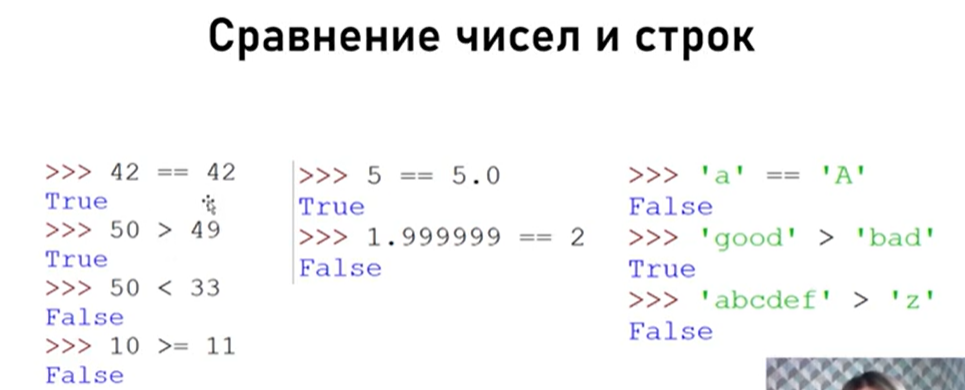 Сравнение чисел и строк
>>> 42 == 42
True
>>> 50 > 49
True
>>> 50 < 33
False
>>> 10 >= 11
False
>>> 5 == 5.0
True
>>> 1.999999 == 2
False
>>> 'a' == 'A'
False
>>> 'good' > 'bad'
True
>>> 'abcdef' > 'z'
False